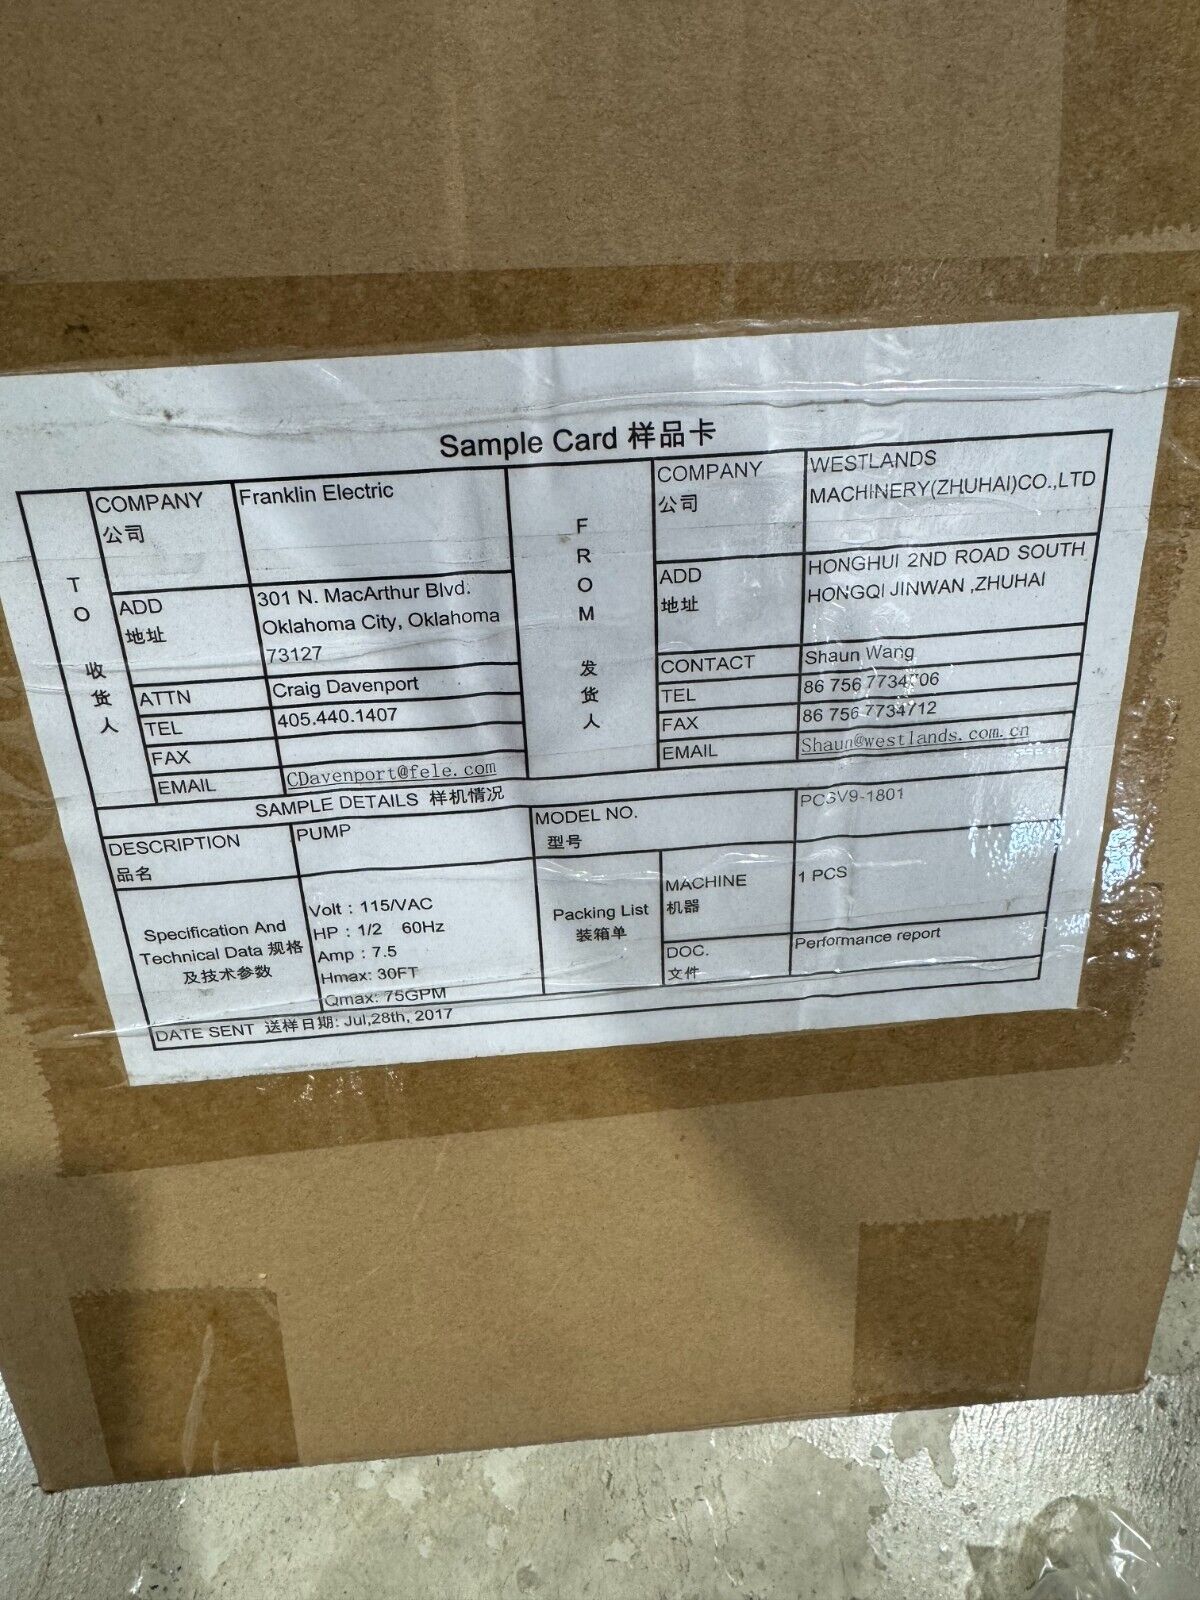 Sample Card 样品卡
TO 收货人
COMPANY
公司
Franklin Electric
ADD
地址
301 N. MacArthur Blvd.
Oklahoma City, Oklahoma
73127
ATTN
Craig Davenport
TEL
405.440.1407
FAX
EMAIL
CDavenport@fele.com
FROM 发货人
COMPANY
公司
WESTLANDS
MACHINERY(ZHUHAI)CO.,LTD
ADD
地址
HONGHUI 2ND ROAD SOUTH
HONGQI JINWAN ,ZHUHAI
CONTACT
Shaun Wang
TEL
86 756 7734706
FAX
86 756 7734712
EMAIL
Shaun@westlands.com.cn
SAMPLE DETAILS 样机情况
DESCRIPTION
品名
PUMP
MODEL NO.
型号
Specification And
Technical Data 规格
及技术参数
Volt : 115/VAC
HP : 1/2 60Hz
Amp : 7.5
Hmax: 30FT
Qmax: 75GPM
Packing List
装箱单
MACHINE
机器
1 PCS
DOC.
文件
Performance report
DATE SENT 送样日期: Jul,28th, 2017